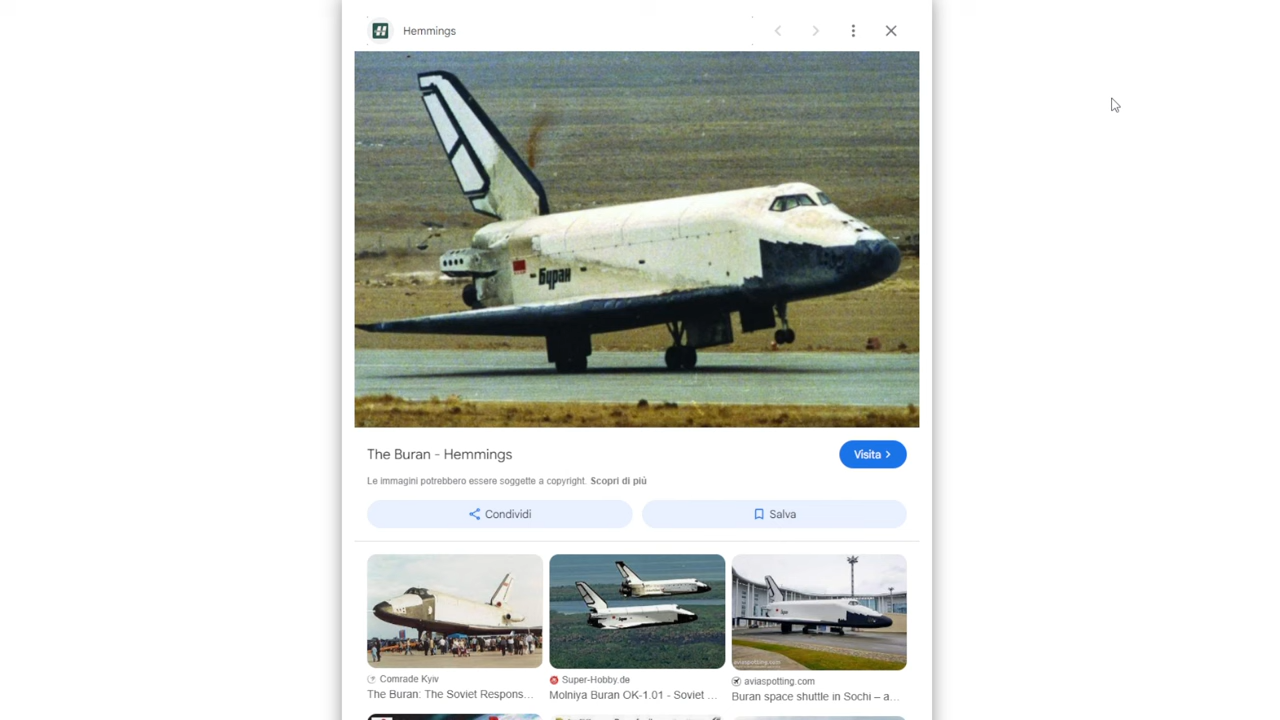 Hemmings
Буран
The Buran - Hemmings
Visita
Le immagini potrebbero essere soggette a copyright. Scopri di più
Condividi
Salva
Comrade Kyiv
The Buran: The Soviet Respons...
Super-Hobby.de
Molniya Buran OK-1.01 - Soviet ...
aviaspotting.com
aviaspotting.com
Buran space shuttle in Sochi – a...